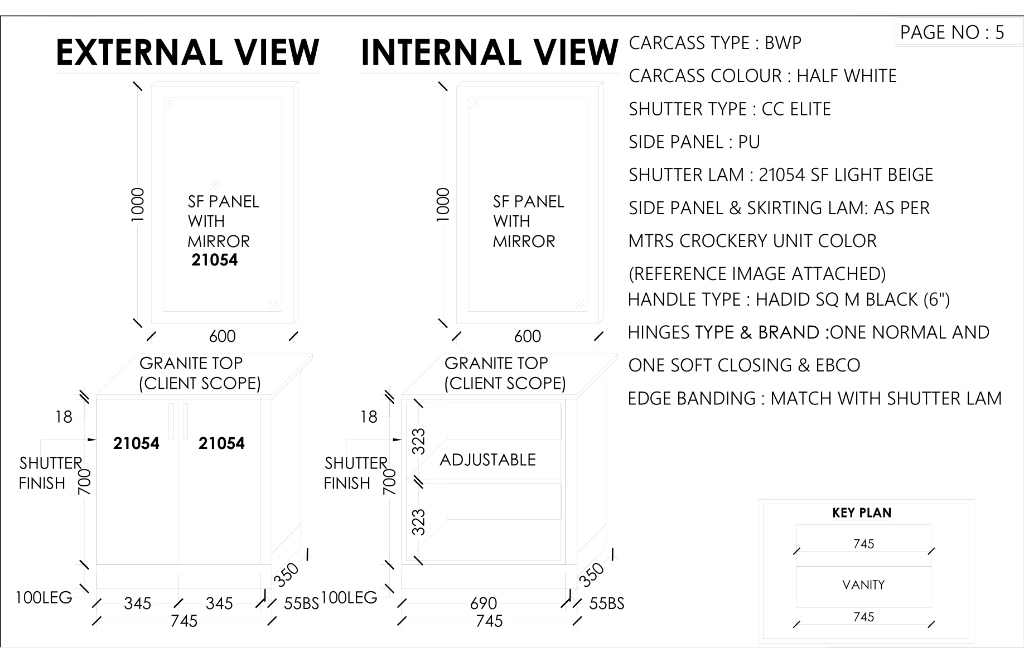 PAGE NO : 5
EXTERNAL VIEW
1000
SF PANEL
WITH
MIRROR
21054
600
GRANITE TOP
(CLIENT SCOPE)
18
21054
21054
SHUTTER
FINISH
700
350
100LEG
345
345
55BS
745
INTERNAL VIEW
1000
SF PANEL
WITH
MIRROR
600
GRANITE TOP
(CLIENT SCOPE)
18
323
ADJUSTABLE
SHUTTER
FINISH
700
323
350
100LEG
690
55BS
745
CARCASS TYPE : BWP
CARCASS COLOUR : HALF WHITE
SHUTTER TYPE : CC ELITE
SIDE PANEL : PU
SHUTTER LAM : 21054 SF LIGHT BEIGE
SIDE PANEL & SKIRTING LAM: AS PER
MTRS CROCKERY UNIT COLOR
(REFERENCE IMAGE ATTACHED)
HANDLE TYPE : HADID SQ M BLACK (6")
HINGES TYPE & BRAND :ONE NORMAL AND
ONE SOFT CLOSING & EBCO
EDGE BANDING : MATCH WITH SHUTTER LAM
KEY PLAN
745
VANITY
745